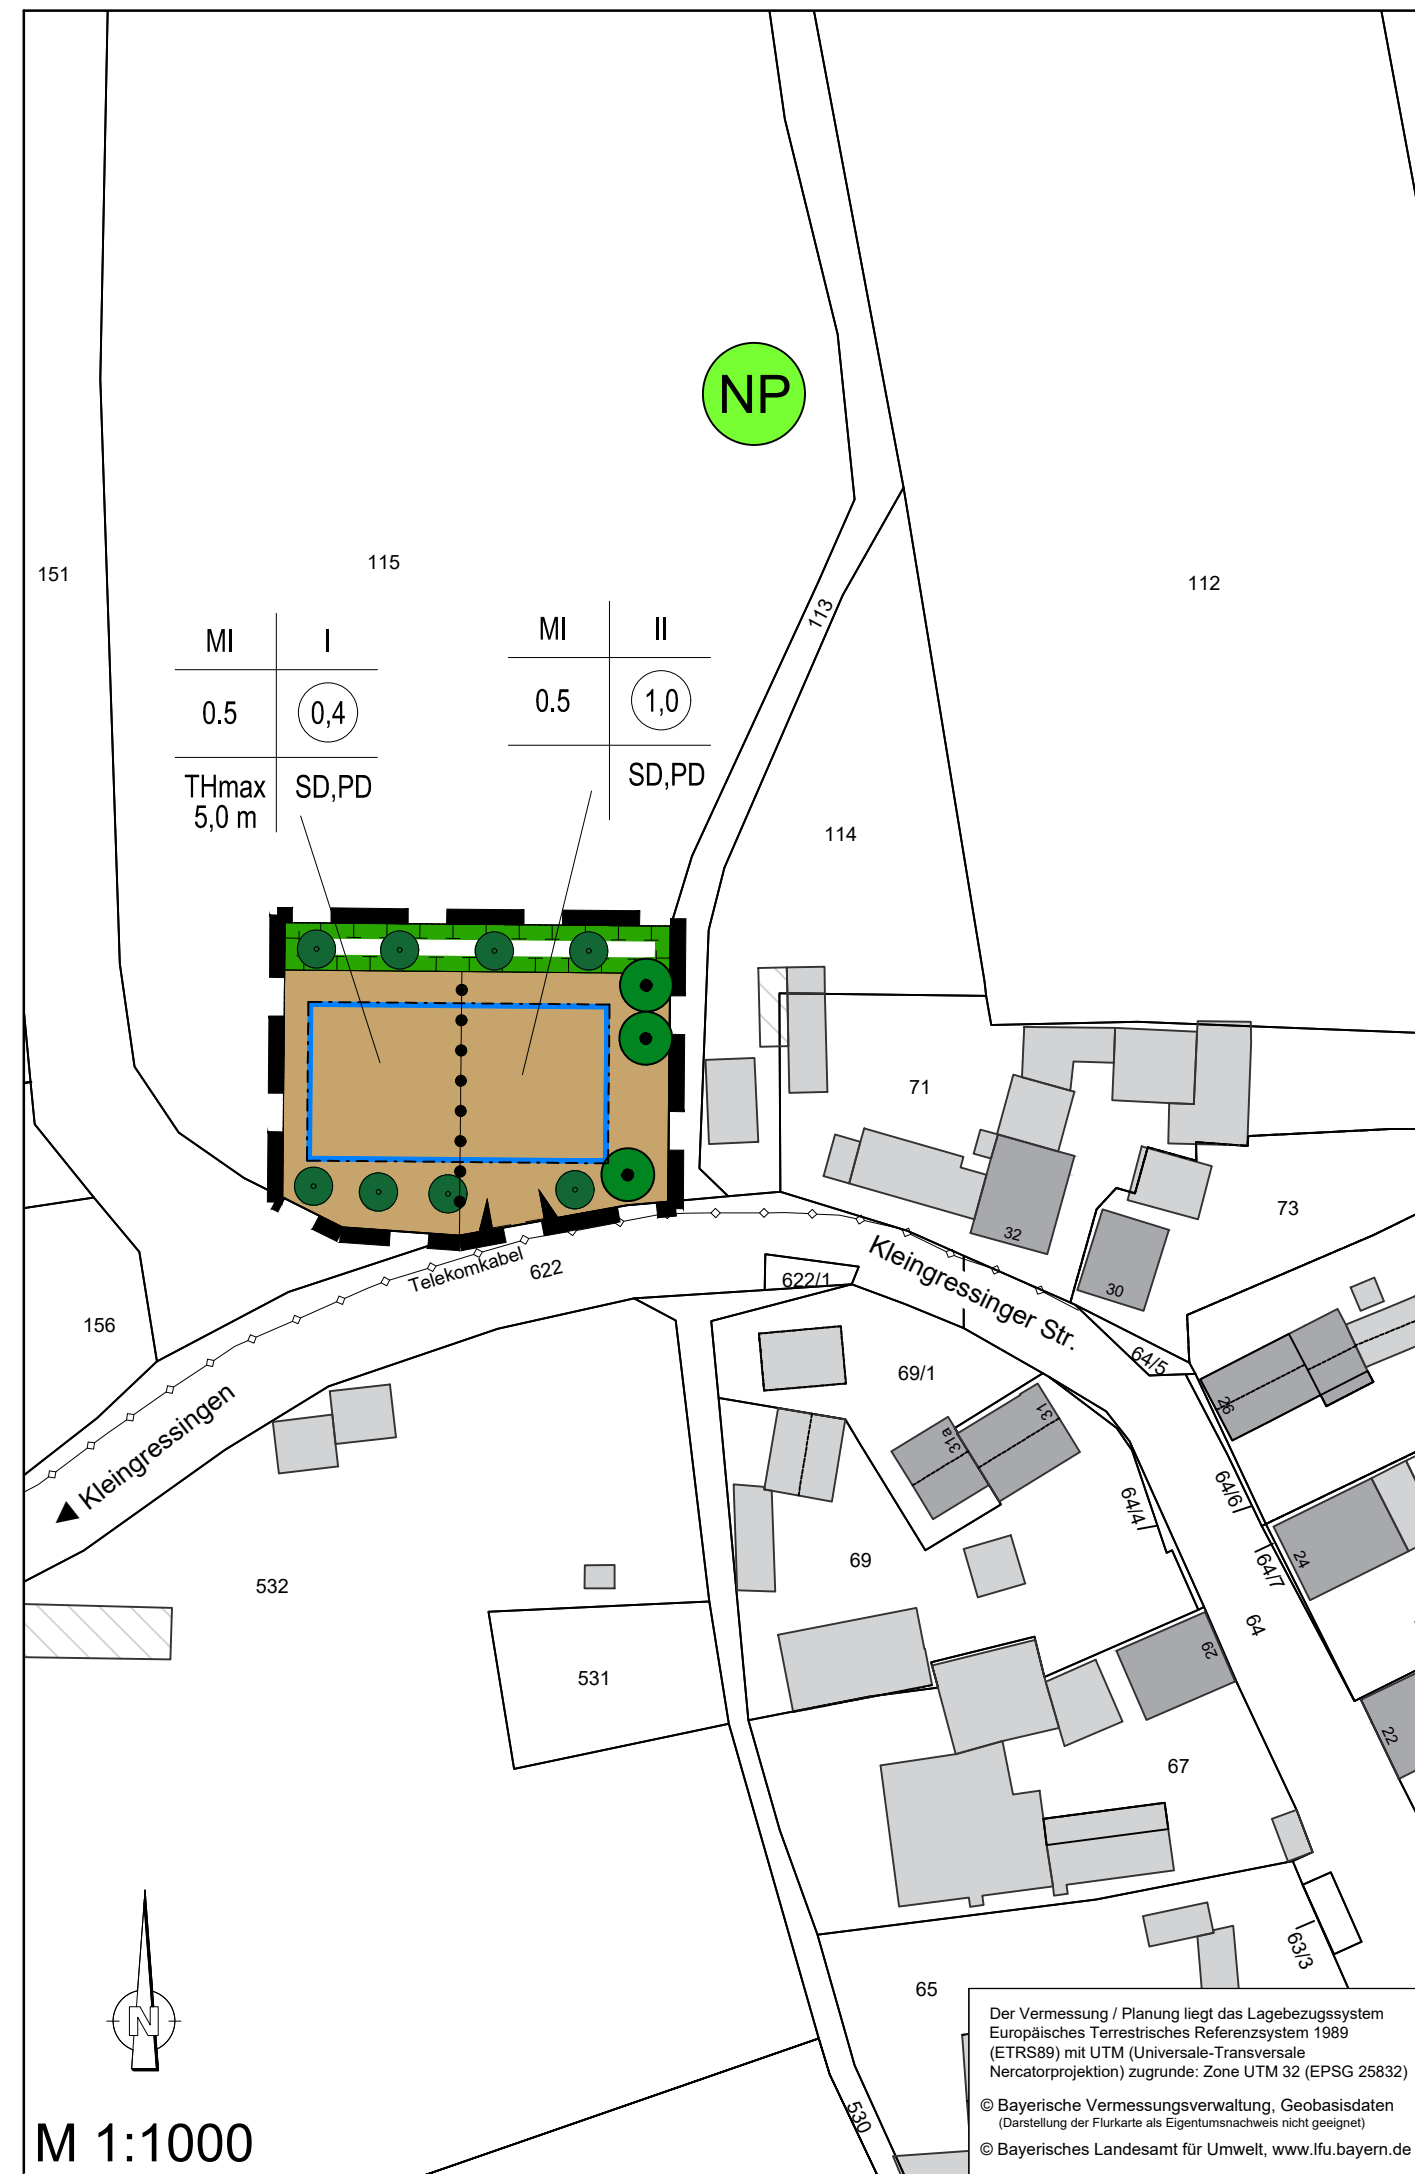 NP
151
115
112
113
MI I
0.5 0,4
THmax SD,PD
5,0 m
MI II
0.5 1,0
SD,PD
114
71
73
32
30
Telekomkabel
622
622/1
Kleingressinger Str.
64/5
156
Kleingressingen
69/1
26
31
31a
64/4
64/6
64/7
24
69
532
64
29
531
22
67
63/3
65
530
N
M 1:1000
Der Vermessung / Planung liegt das Lagebezugssystem
Europäisches Terrestrisches Referenzsystem 1989
(ETRS89) mit UTM (Universale-Transversale
Nercatorprojektion) zugrunde: Zone UTM 32 (EPSG 25832)
© Bayerische Vermessungsverwaltung, Geobasisdaten
(Darstellung der Flurkarte als Eigentumsnachweis nicht geeignet)
© Bayerisches Landesamt für Umwelt, www.lfu.bayern.de